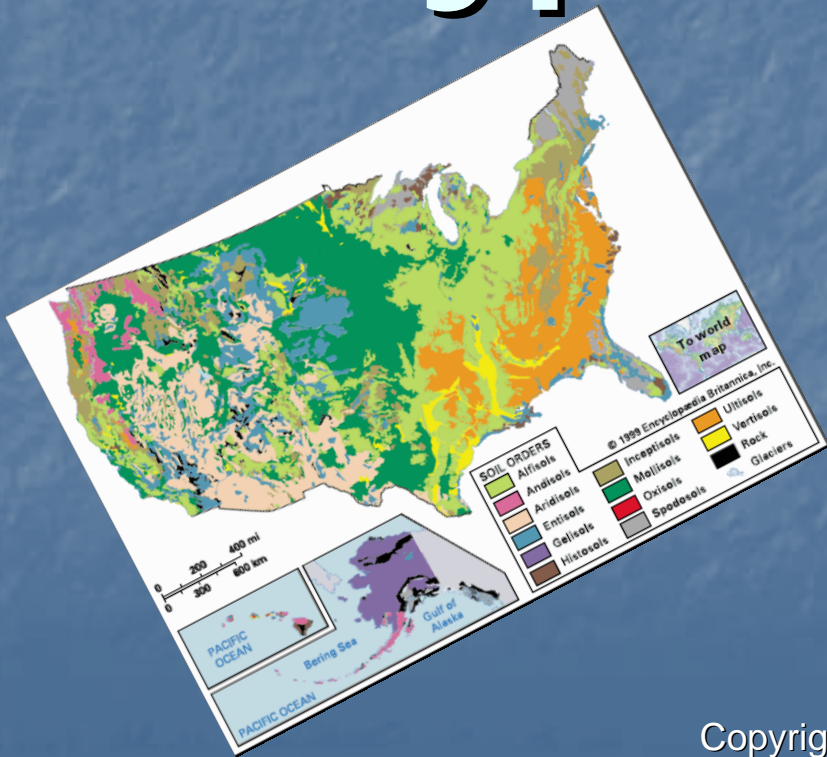 To world
map
© 1999 Encyclopædia Britannica, Inc.
SOIL ORDERS
Alfisols
Andisols
Aridisols
Entisols
Gelisols
Histosols
Inceptisols
Mollisols
Oxisols
Spodosols
Ultisols
Vertisols
Rock
Glaciers
0 200 400 mi
0 300 600 km
PACIFIC
OCEAN
Bering Sea
Gulf of
Alaska
PACIFIC OCEAN